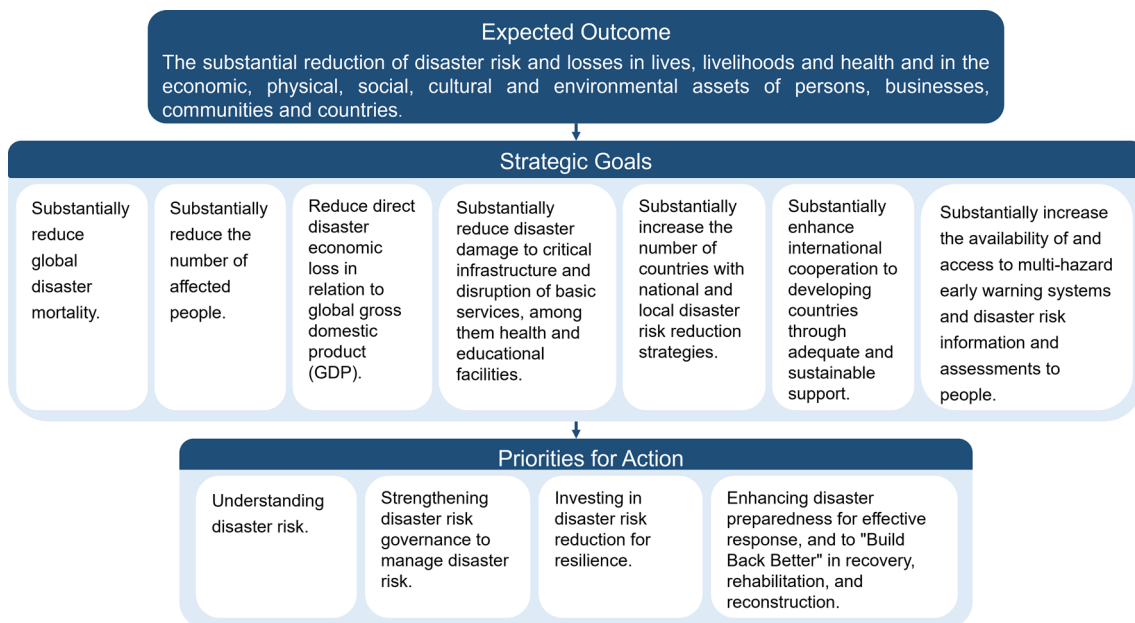 Expected Outcome
The substantial reduction of disaster risk and losses in lives, livelihoods and health and in the
economic, physical, social, cultural and environmental assets of persons, businesses,
communities and countries.
Strategic Goals
Substantially
reduce
global
disaster
mortality.
Substantially
reduce the
number of
affected
people.
Reduce direct
disaster
economic
loss in
relation to
global gross
domestic
product
(GDP).
Substantially
reduce disaster
damage to critical
infrastructure and
disruption of basic
services, among
them health and
educational
facilities.
Substantially
increase the
number of
countries with
national and
local disaster
risk reduction
strategies.
Substantially
enhance
international
cooperation to
developing
countries
through
adequate and
sustainable
support.
Substantially increase
the availability of and
access to multi-hazard
early warning systems
and disaster risk
information and
assessments to
people.
Priorities for Action
Understanding
disaster risk.
Strengthening
disaster risk
governance to
manage disaster
risk.
Investing in
disaster risk
reduction for
resilience.
Enhancing disaster
preparedness for effective
response, and to "Build
Back Better" in recovery,
rehabilitation, and
reconstruction.